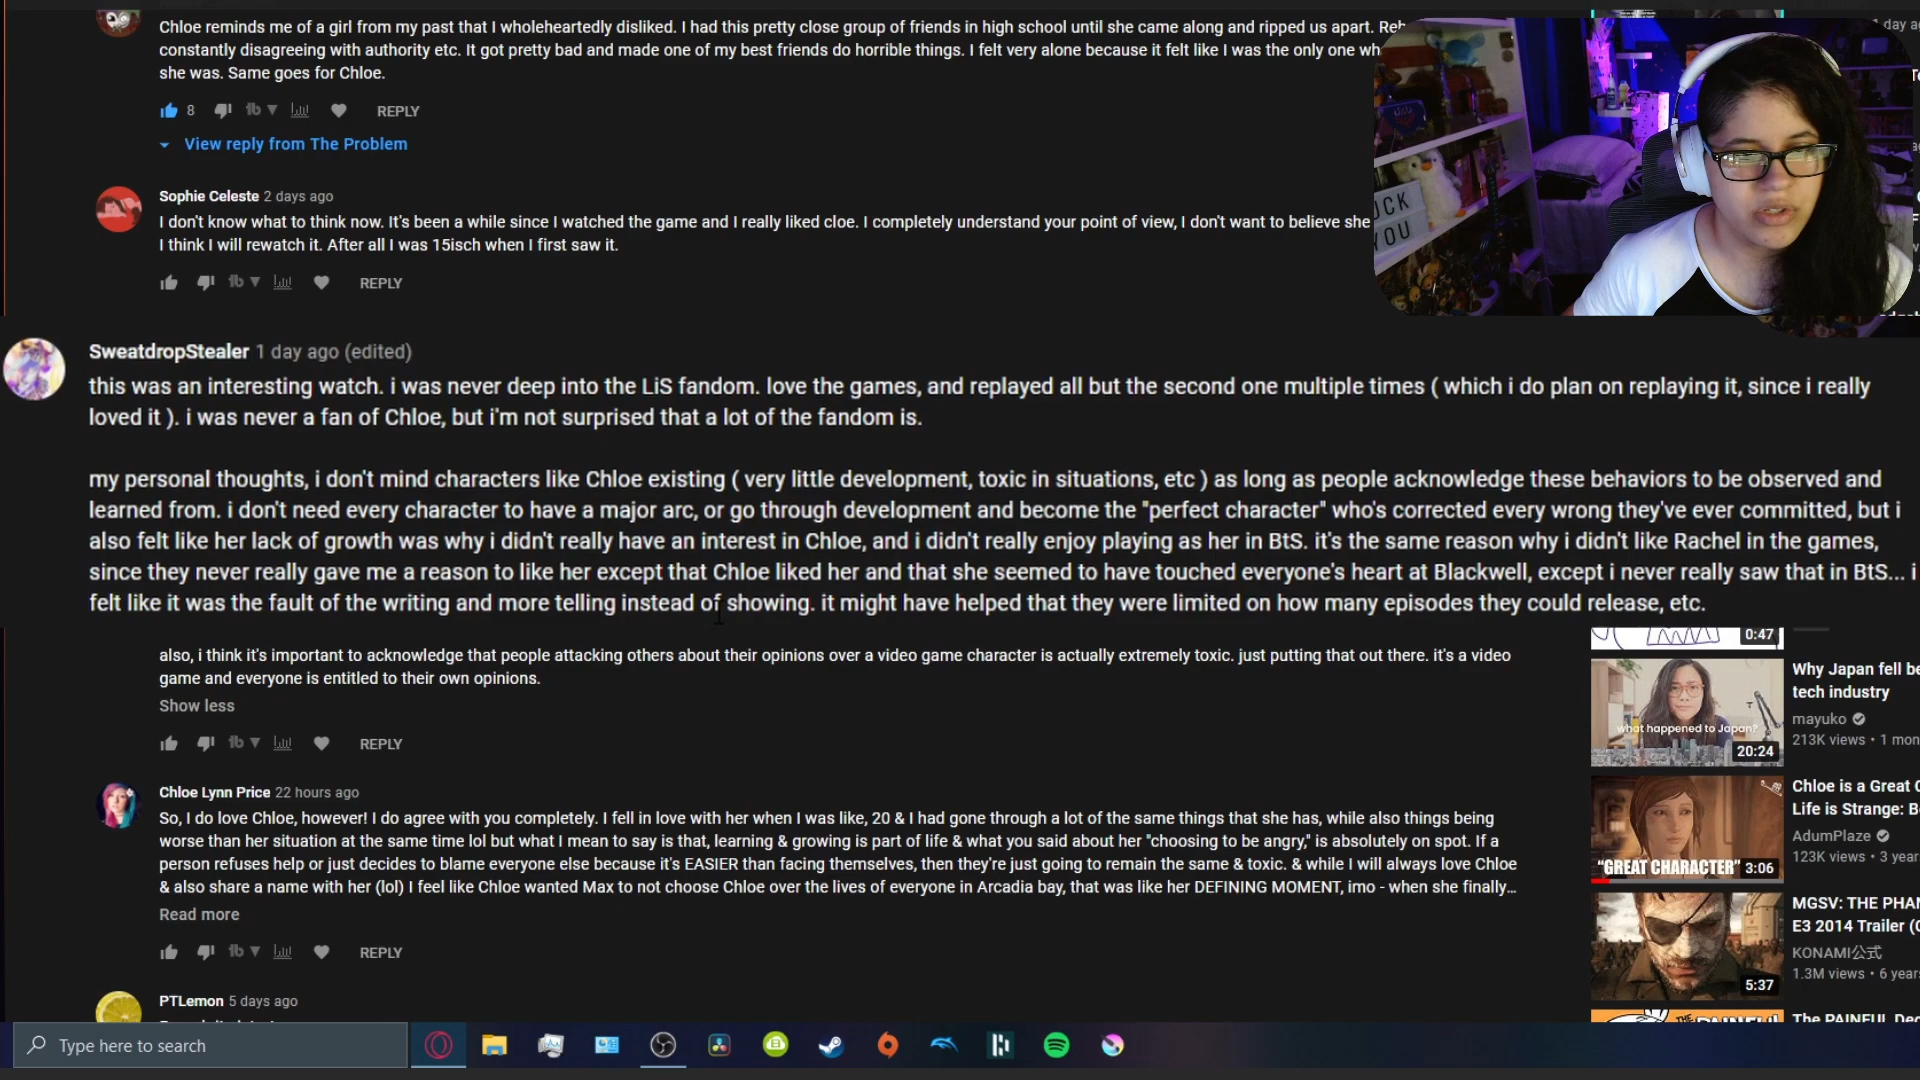 Chloe reminds me of a girl from my past that I wholeheartedly disliked. I had this pretty close group of friends in high school until she came along and ripped us apart.
constantly disagreeing with authority etc. It got pretty bad and made one of my best friends do horrible things. I felt very alone because it felt like I was the only one
she was. Same goes for Chloe.
8 REPLY
View reply from The Problem
Sophie Celeste 2 days ago
I don't know what to think now. It's been a while since I watched the game and I really liked cloe. I completely understand your point of view, I don't want to believe she
I think I will rewatch it. After all I was 15isch when I first saw it.
REPLY
UCK
YOU
SweatdropStealer 1 day ago (edited)
this was an interesting watch. i was never deep into the LiS fandom. love the games, and replayed all but the second one multiple times ( which i do plan on replaying it, since i really
loved it ). i was never a fan of Chloe, but i'm not surprised that a lot of the fandom is.
my personal thoughts, i don't mind characters like Chloe existing ( very little development, toxic in situations, etc ) as long as people acknowledge these behaviors to be observed and
learned from. i don't need every character to have a major arc, or go through development and become the "perfect character" who's corrected every wrong they've ever committed, but i
also felt like her lack of growth was why i didn't really have an interest in Chloe, and i didn't really enjoy playing as her in BtS. it's the same reason why i didn't like Rachel in the games,
since they never really gave me a reason to like her except that Chloe liked her and that she seemed to have touched everyone's heart at Blackwell, except i never really saw that in BtS... i
felt like it was the fault of the writing and more telling instead of showing. it might have helped that they were limited on how many episodes they could release, etc.
also, i think it's important to acknowledge that people attacking others about their opinions over a video game character is actually extremely toxic. just putting that out there. it's a video
game and everyone is entitled to their own opinions.
Show less
REPLY
Chloe Lynn Price 22 hours ago
So, I do love Chloe, however! I do agree with you completely. I fell in love with her when I was like, 20 & I had gone through a lot of the same things that she has, while also things being
worse than her situation at the same time lol but what I mean to say is that, learning & growing is part of life & what you said about her "choosing to be angry," is absolutely on spot. If a
person refuses help or just decides to blame everyone else because it's EASIER than facing themselves, then they're just going to remain the same & toxic. & while I will always love Chloe
& also share a name with her (lol) I feel like Chloe wanted Max to not choose Chloe over the lives of everyone in Arcadia bay, that was like her DEFINING MOMENT, imo - when she finally...
Read more
REPLY
PTLemon 5 days ago
0:47
what happened to Japan?
20:24
Why Japan fell be
tech industry
mayuko
213K views • 1 mon
"GREAT CHARACTER"
3:06
Chloe is a Great C
Life is Strange: Be
AdumPlaze
123K views • 3 year
5:37
MGSV: THE PHAN
E3 2014 Trailer (C
KONAMI公式
1.3M views • 6 years
The PAINFUL Dec
Type here to search